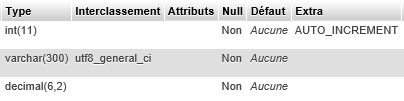 Type Interclassement Attributs Null Défaut Extra
int(11) Non Aucune AUTO_INCREMENT
varchar(300) utf8_general_ci Non Aucune
decimal(6,2) Non Aucune